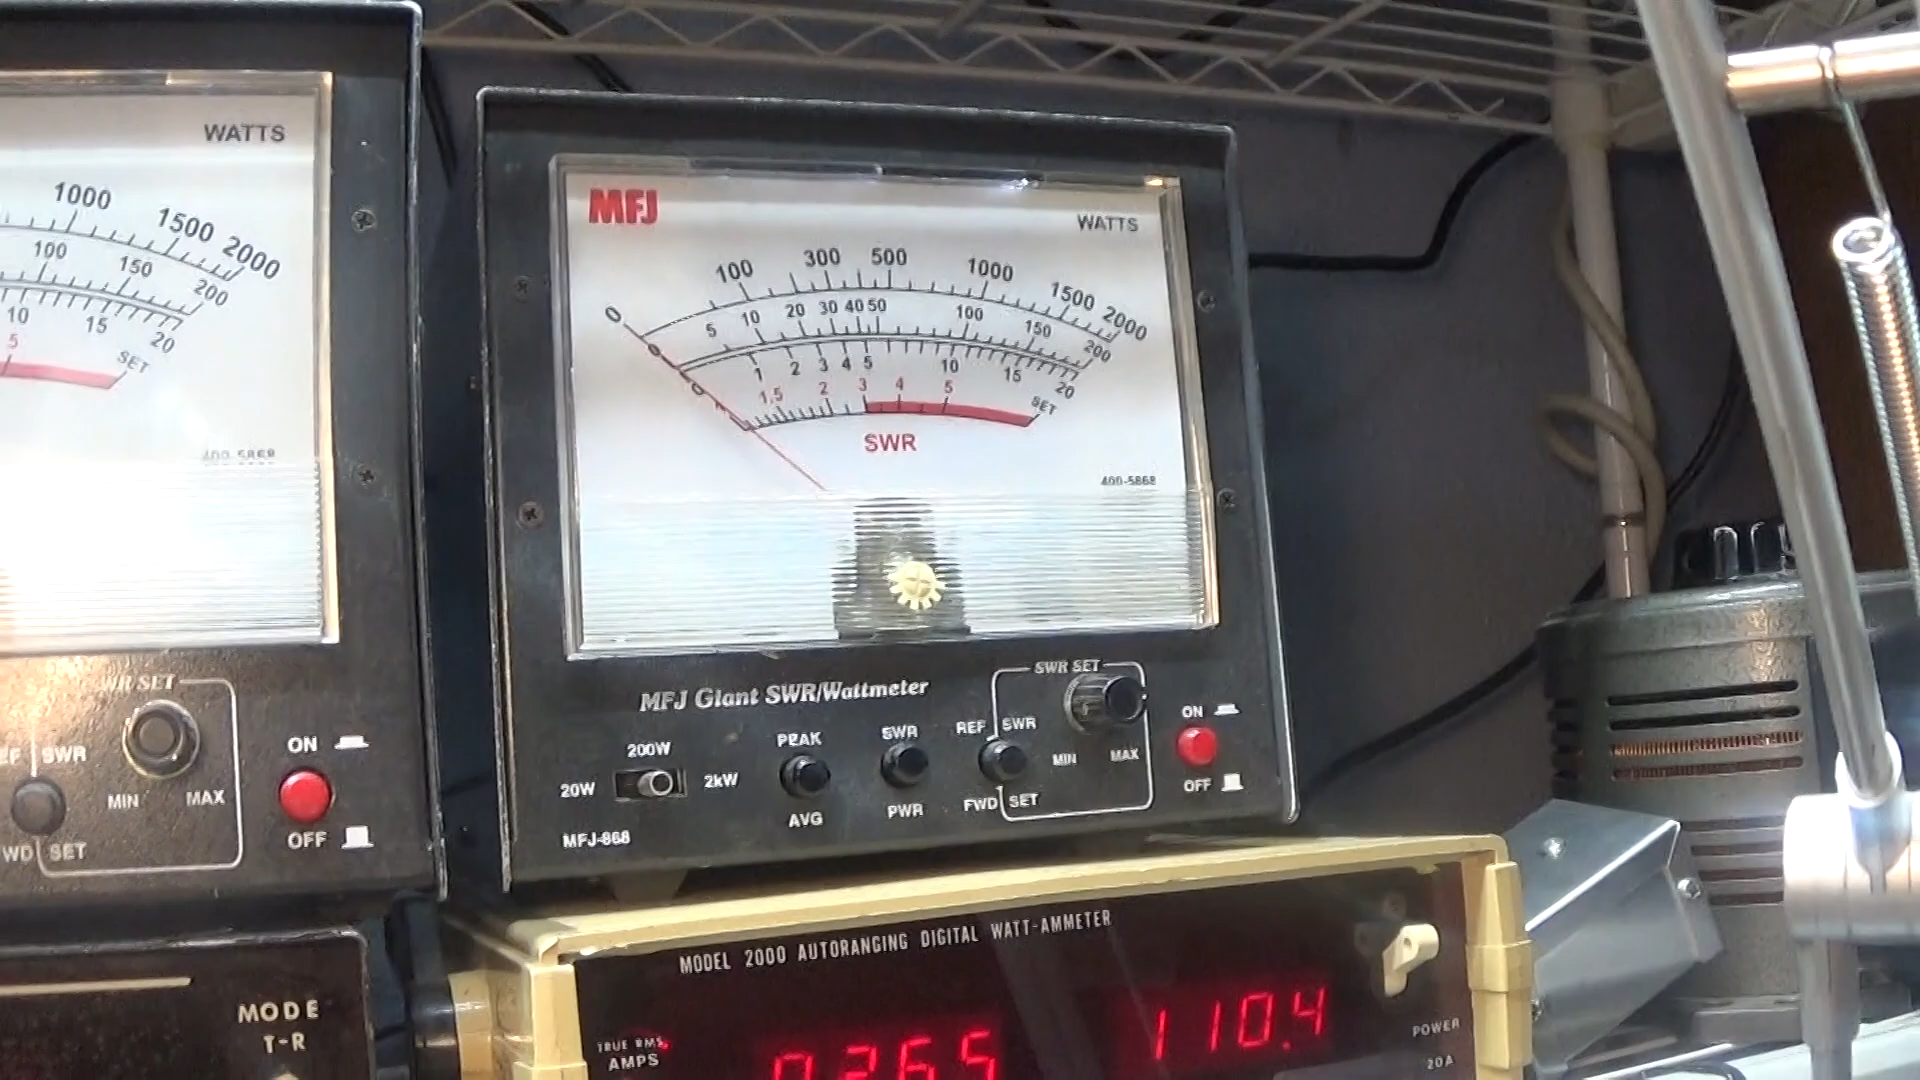 WATTS
1000 1500 2000
100 150 200
10 15 20
5 SET
400-5868
SWR SET
SWR
MIN MAX
SET
ON
OFF
MODE
T-R
MFJ
WATTS
0 100 300 500 1000 1500 2000
0 5 10 20 30 40 50 100 150 200
0 1 2 3 4 5 10 15 20
1.5 2 3 4 5 SET
SWR
400-5868
MFJ Giant SWR/Wattmeter
SWR SET
200W
20W 2kW
PEAK
AVG
SWR
PWR
REF SWR
FWD SET
MIN MAX
ON
OFF
MFJ-868
MODEL 2000 AUTORANGING DIGITAL WATT-AMMETER
TRUE RMS
AMPS
0.265
110.4
POWER
20A